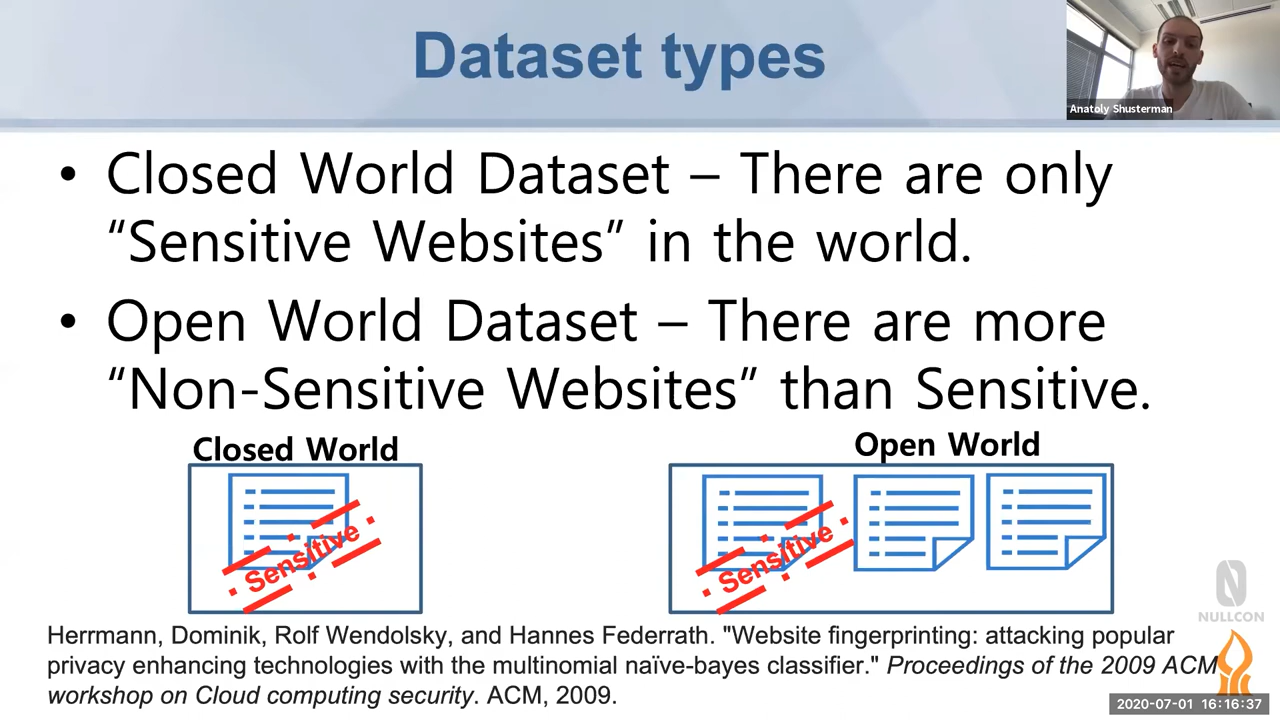 Dataset types
Anatoly Shusterman
• Closed World Dataset – There are only
“Sensitive Websites” in the world.
• Open World Dataset – There are more
“Non-Sensitive Websites” than Sensitive.
Closed World
Open World
Sensitive
Sensitive
NULLCON
Herrmann, Dominik, Rolf Wendolsky, and Hannes Federrath. "Website fingerprinting: attacking popular
privacy enhancing technologies with the multinomial naïve-bayes classifier." Proceedings of the 2009 ACM
workshop on Cloud computing security. ACM, 2009.
2020-07-01 16:16:37